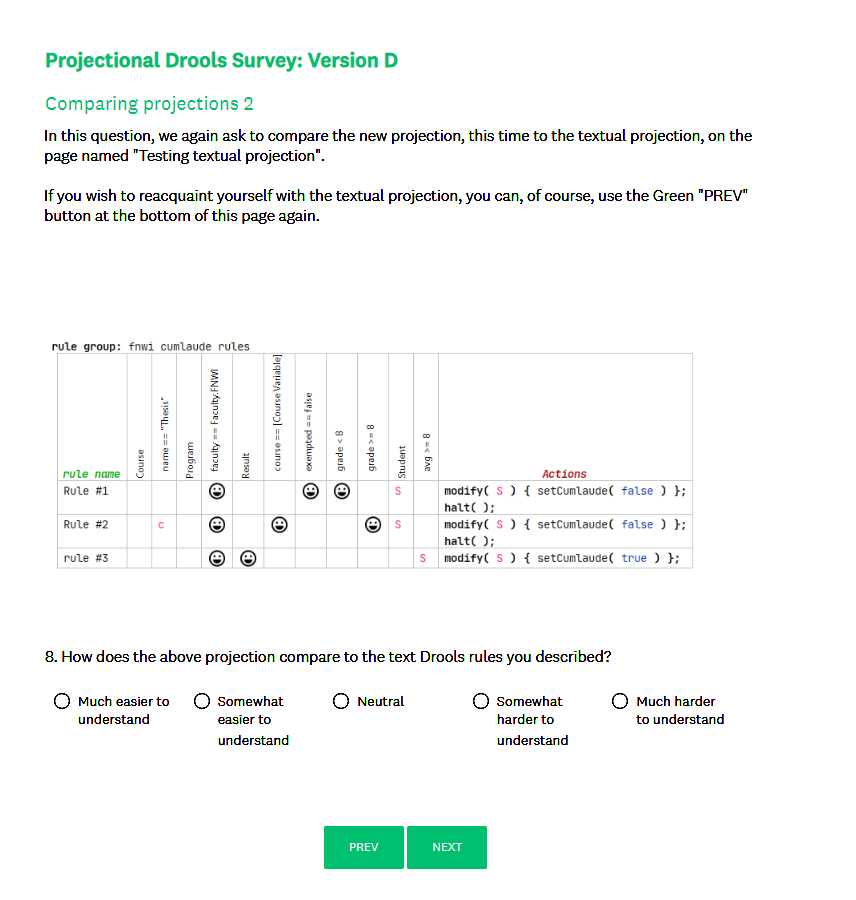 Projectional Drools Survey: Version D
Comparing projections 2
In this question, we again ask to compare the new projection, this time to the textual projection, on the
page named "Testing textual projection".
If you wish to reacquaint yourself with the textual projection, you can, of course, use the Green "PREV"
button at the bottom of this page again.
rule group: fnwi cumlaude rules
rule name
Course
name == "Thesis"
Program
faculty == Faculty.FNWI
Result
course == [Course Variable]
exempted == false
grade < 8
grade >= 8
Student
avg >= 8
Actions
Rule #1 S modify( S ) { setCumlaude( false ) };
halt( );
Rule #2 c S modify( S ) { setCumlaude( false ) };
halt( );
rule #3 S modify( S ) { setCumlaude( true ) };
8. How does the above projection compare to the text Drools rules you described?
Much easier to
understand
Somewhat
easier to
understand
Neutral
Somewhat
harder to
understand
Much harder
to understand
PREV
NEXT